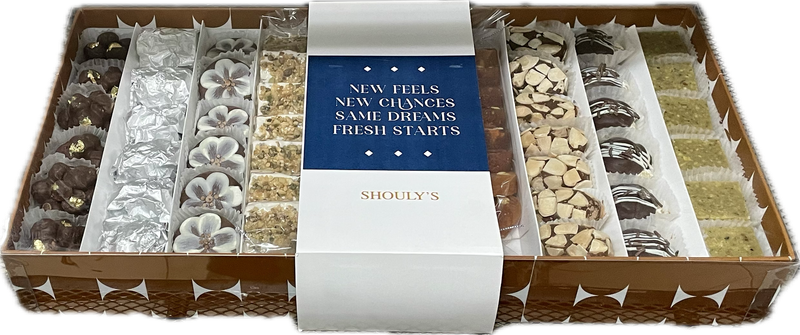 NEW FEELS
NEW CHANCES
SAME DREAMS
FRESH STARTS
SHOULY'S